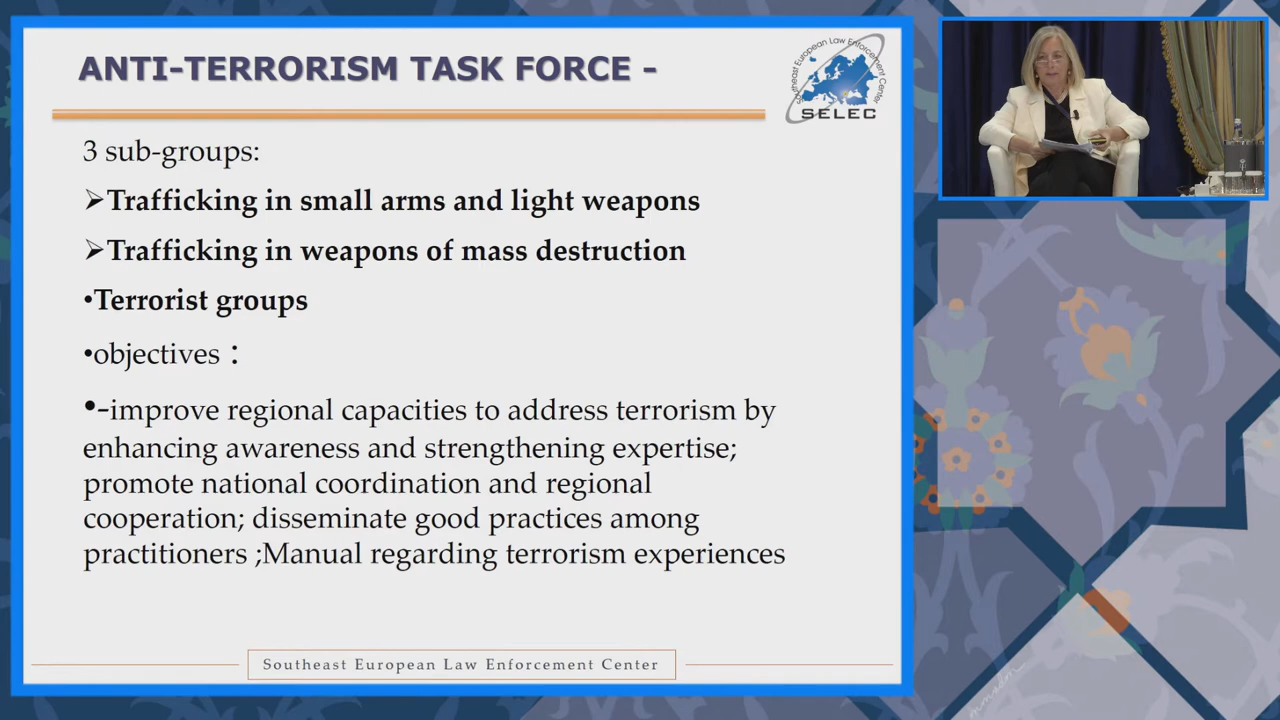 ANTI-TERRORISM TASK FORCE -
Southeast European Law Enforcement Center
SELEC
3 sub-groups:
➢Trafficking in small arms and light weapons
➢Trafficking in weapons of mass destruction
•Terrorist groups
•objectives :
•-improve regional capacities to address terrorism by
enhancing awareness and strengthening expertise;
promote national coordination and regional
cooperation; disseminate good practices among
practitioners ;Manual regarding terrorism experiences
Southeast European Law Enforcement Center